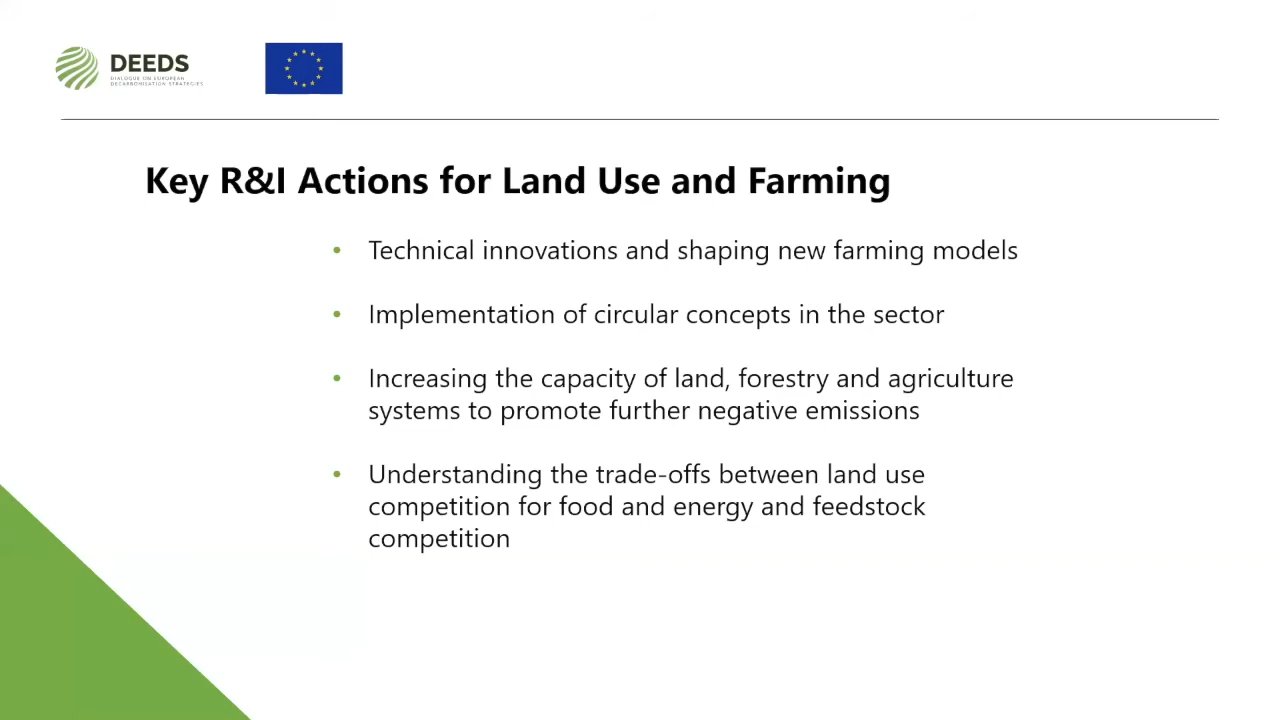 DEEDS
DIALOGUE ON EUROPEAN
DECARBONISATION STRATEGIES
Key R&I Actions for Land Use and Farming
• Technical innovations and shaping new farming models
• Implementation of circular concepts in the sector
• Increasing the capacity of land, forestry and agriculture
systems to promote further negative emissions
• Understanding the trade-offs between land use
competition for food and energy and feedstock
competition